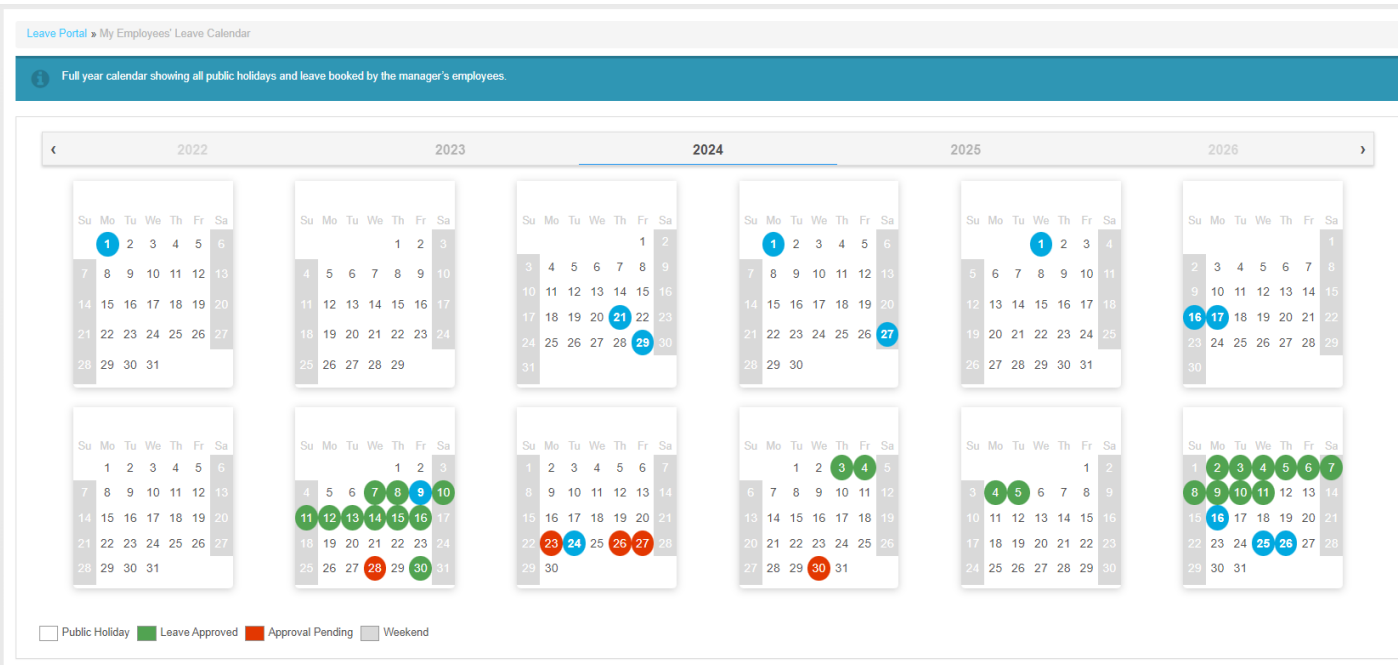 Leave Portal » My Employees' Leave Calendar
Full year calendar showing all public holidays and leave booked by the manager's employees.
‹ 2022 2023 2024 2025 2026 ›
Su Mo Tu We Th Fr Sa
1 2 3 4 5 6
7 8 9 10 11 12 13
14 15 16 17 18 19 20
21 22 23 24 25 26 27
28 29 30 31
Su Mo Tu We Th Fr Sa
1 2 3
4 5 6 7 8 9 10
11 12 13 14 15 16 17
18 19 20 21 22 23 24
25 26 27 28 29
Su Mo Tu We Th Fr Sa
1 2
3 4 5 6 7 8 9
10 11 12 13 14 15 16
17 18 19 20 21 22 23
24 25 26 27 28 29 30
31
Su Mo Tu We Th Fr Sa
1 2 3 4 5 6
7 8 9 10 11 12 13
14 15 16 17 18 19 20
21 22 23 24 25 26 27
28 29 30
Su Mo Tu We Th Fr Sa
1 2 3 4
5 6 7 8 9 10 11
12 13 14 15 16 17 18
19 20 21 22 23 24 25
26 27 28 29 30 31
Su Mo Tu We Th Fr Sa
1
2 3 4 5 6 7 8
9 10 11 12 13 14 15
16 17 18 19 20 21 22
23 24 25 26 27 28 29
30
Su Mo Tu We Th Fr Sa
1 2 3 4 5 6
7 8 9 10 11 12 13
14 15 16 17 18 19 20
21 22 23 24 25 26 27
28 29 30 31
Su Mo Tu We Th Fr Sa
1 2 3
4 5 6 7 8 9 10
11 12 13 14 15 16 17
18 19 20 21 22 23 24
25 26 27 28 29 30 31
Su Mo Tu We Th Fr Sa
1 2 3 4 5 6 7
8 9 10 11 12 13 14
15 16 17 18 19 20 21
22 23 24 25 26 27 28
29 30
Su Mo Tu We Th Fr Sa
1 2 3 4 5
6 7 8 9 10 11 12
13 14 15 16 17 18 19
20 21 22 23 24 25 26
27 28 29 30 31
Su Mo Tu We Th Fr Sa
1 2
3 4 5 6 7 8 9
10 11 12 13 14 15 16
17 18 19 20 21 22 23
24 25 26 27 28 29 30
Su Mo Tu We Th Fr Sa
1 2 3 4 5 6 7
8 9 10 11 12 13 14
15 16 17 18 19 20 21
22 23 24 25 26 27 28
29 30 31
Public Holiday Leave Approved Approval Pending Weekend